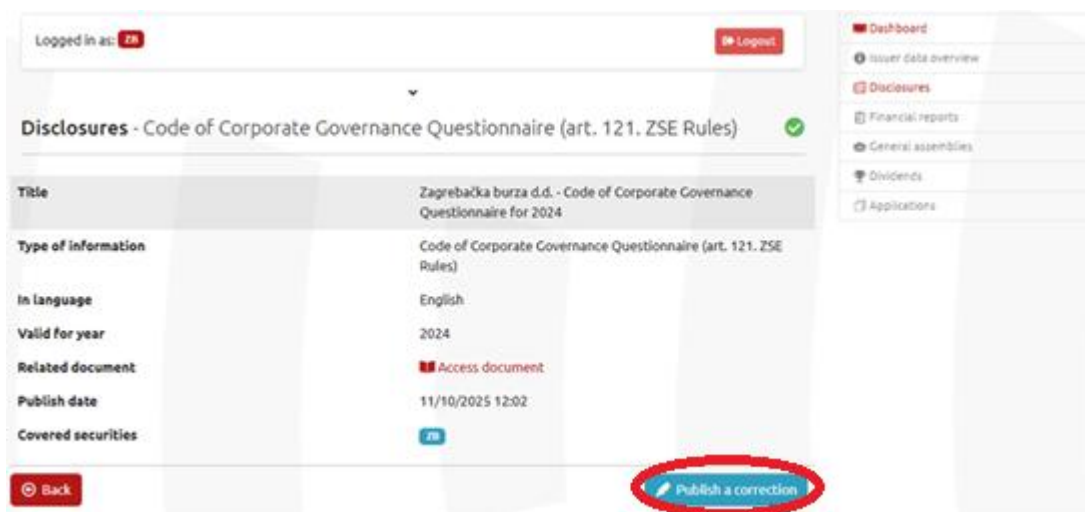 Logged in as: ZB
Logout
Disclosures - Code of Corporate Governance Questionnaire (art. 121. ZSE Rules)
Title
Zagrebačka burza d.d. - Code of Corporate Governance
Questionnaire for 2024
Type of information
Code of Corporate Governance Questionnaire (art. 121. ZSE
Rules)
In language
English
Valid for year
2024
Related document
Access document
Publish date
11/10/2025 12:02
Covered securities
ZB
Back
Publish a correction
Dashboard
Issuer data overview
Disclosures
Financial reports
General assemblies
Dividends
Applications